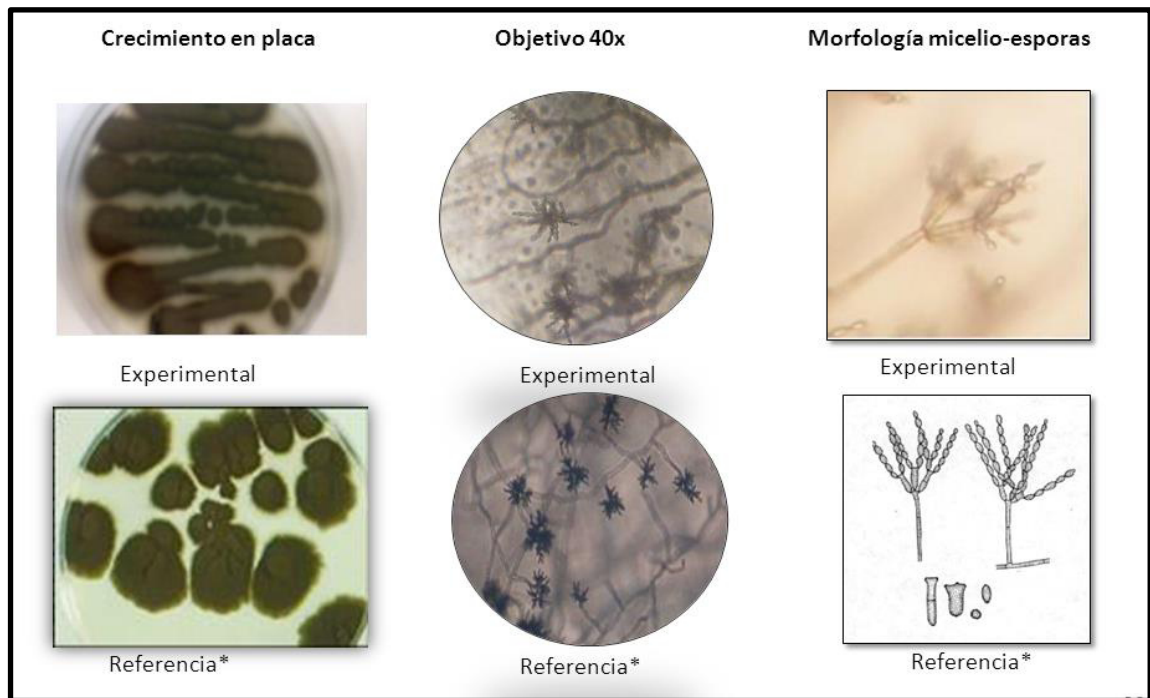 Crecimiento en placa
Objetivo 40x
Morfología micelio-esporas
Experimental
Experimental
Experimental
Referencia*
Referencia*
Referencia*